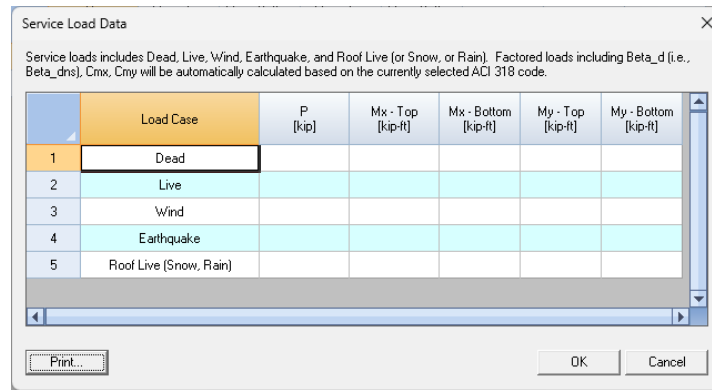 Service Load Data
Service loads includes Dead, Live, Wind, Earthquake, and Roof Live (or Snow, or Rain). Factored loads including Beta_d (i.e.,
Beta_dns), Cmx, Cmy will be automatically calculated based on the currently selected ACI 318 code.
Load Case P Mx - Top Mx - Bottom My - Top My - Bottom
[kip] [kip-ft] [kip-ft] [kip-ft] [kip-ft]
1 Dead
2 Live
3 Wind
4 Earthquake
5 Roof Live (Snow, Rain)
Print... OK Cancel